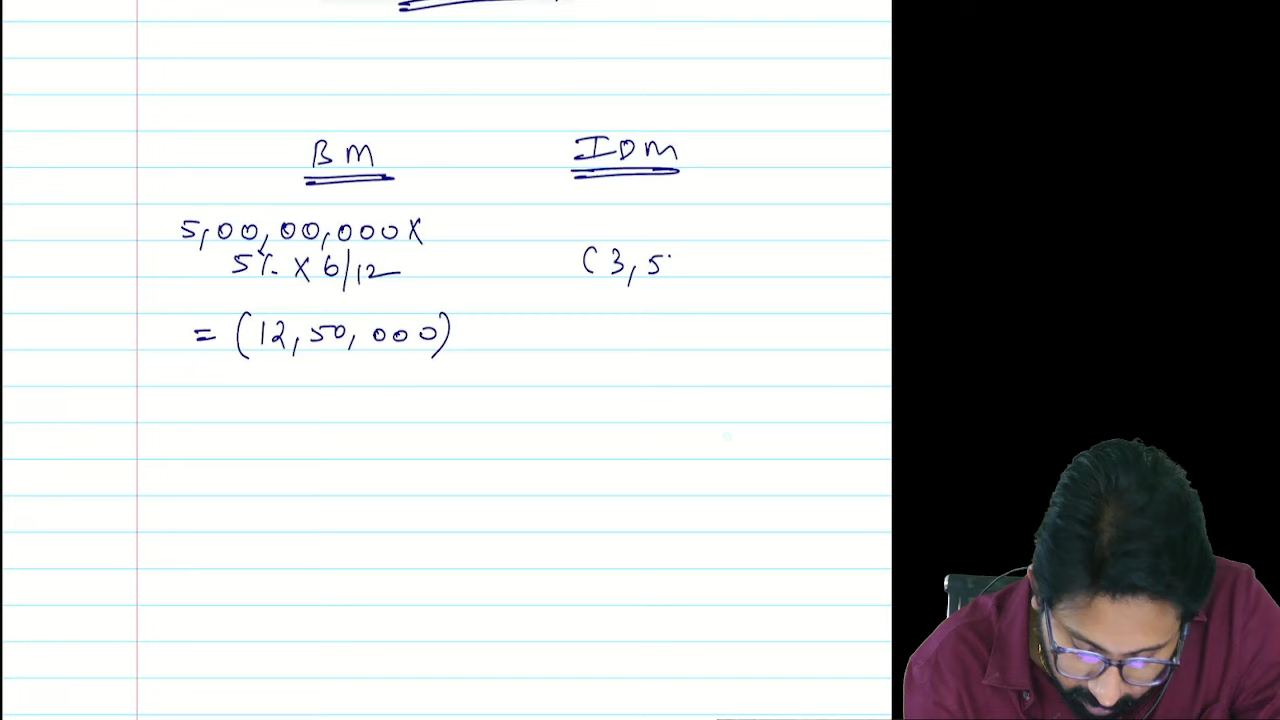 BM
IDM
5,00,00,000 X
5% X 6/12
= (12,50,000)
(3,5